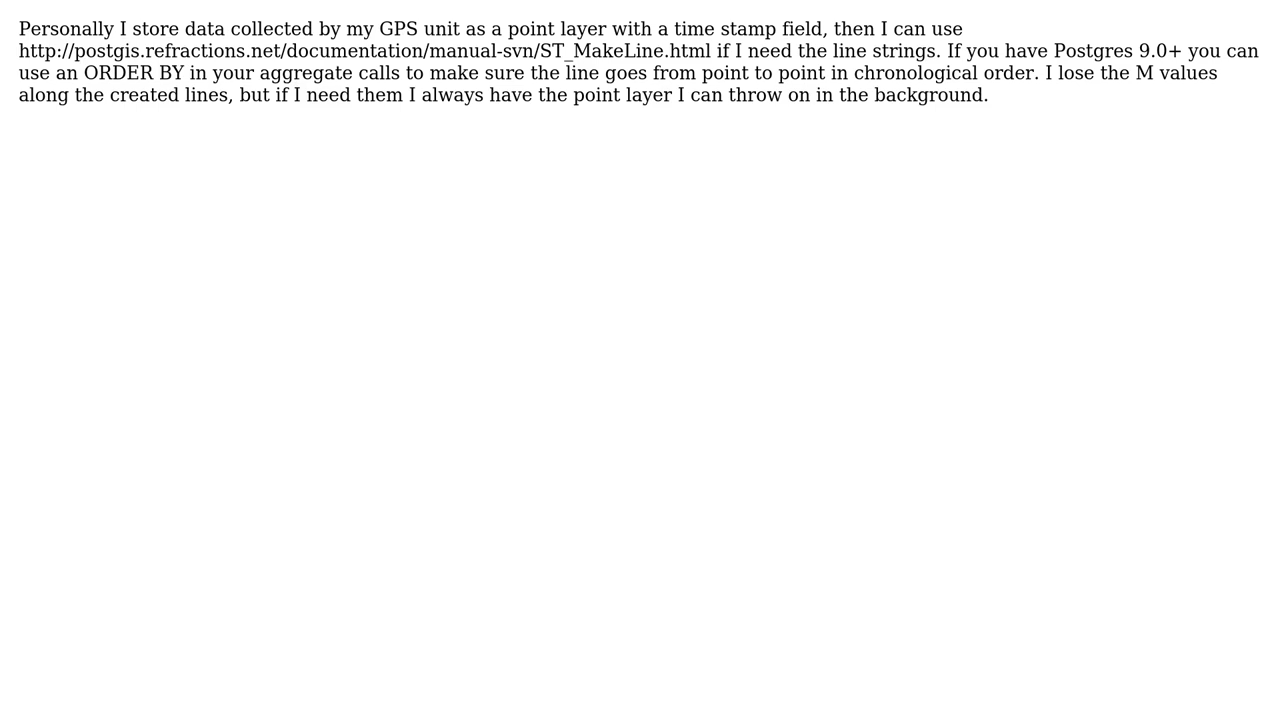 Personally I store data collected by my GPS unit as a point layer with a time stamp field, then I can use
http://postgis.refractions.net/documentation/manual-svn/ST_MakeLine.html if I need the line strings. If you have Postgres 9.0+ you can
use an ORDER BY in your aggregate calls to make sure the line goes from point to point in chronological order. I lose the M values
along the created lines, but if I need them I always have the point layer I can throw on in the background.